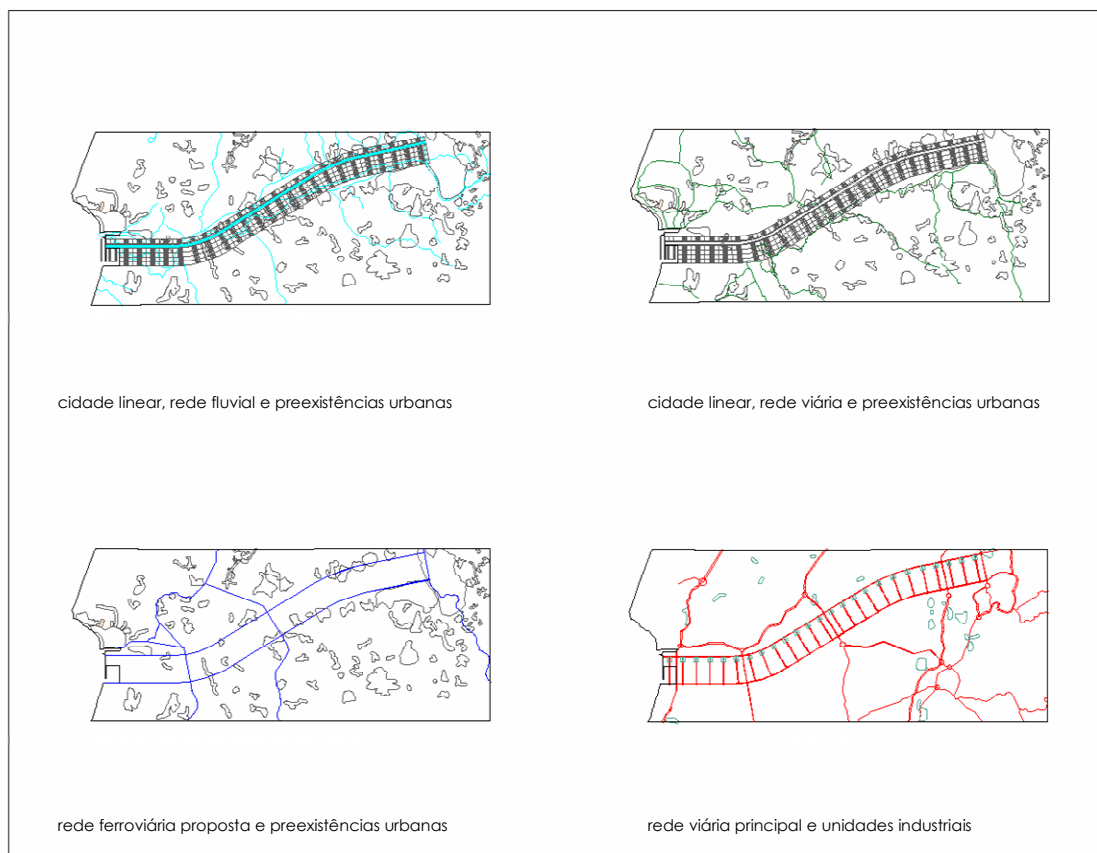 cidade linear, rede fluvial e preexistências urbanas
cidade linear, rede viária e preexistências urbanas
rede ferroviária proposta e preexistências urbanas
rede viária principal e unidades industriais